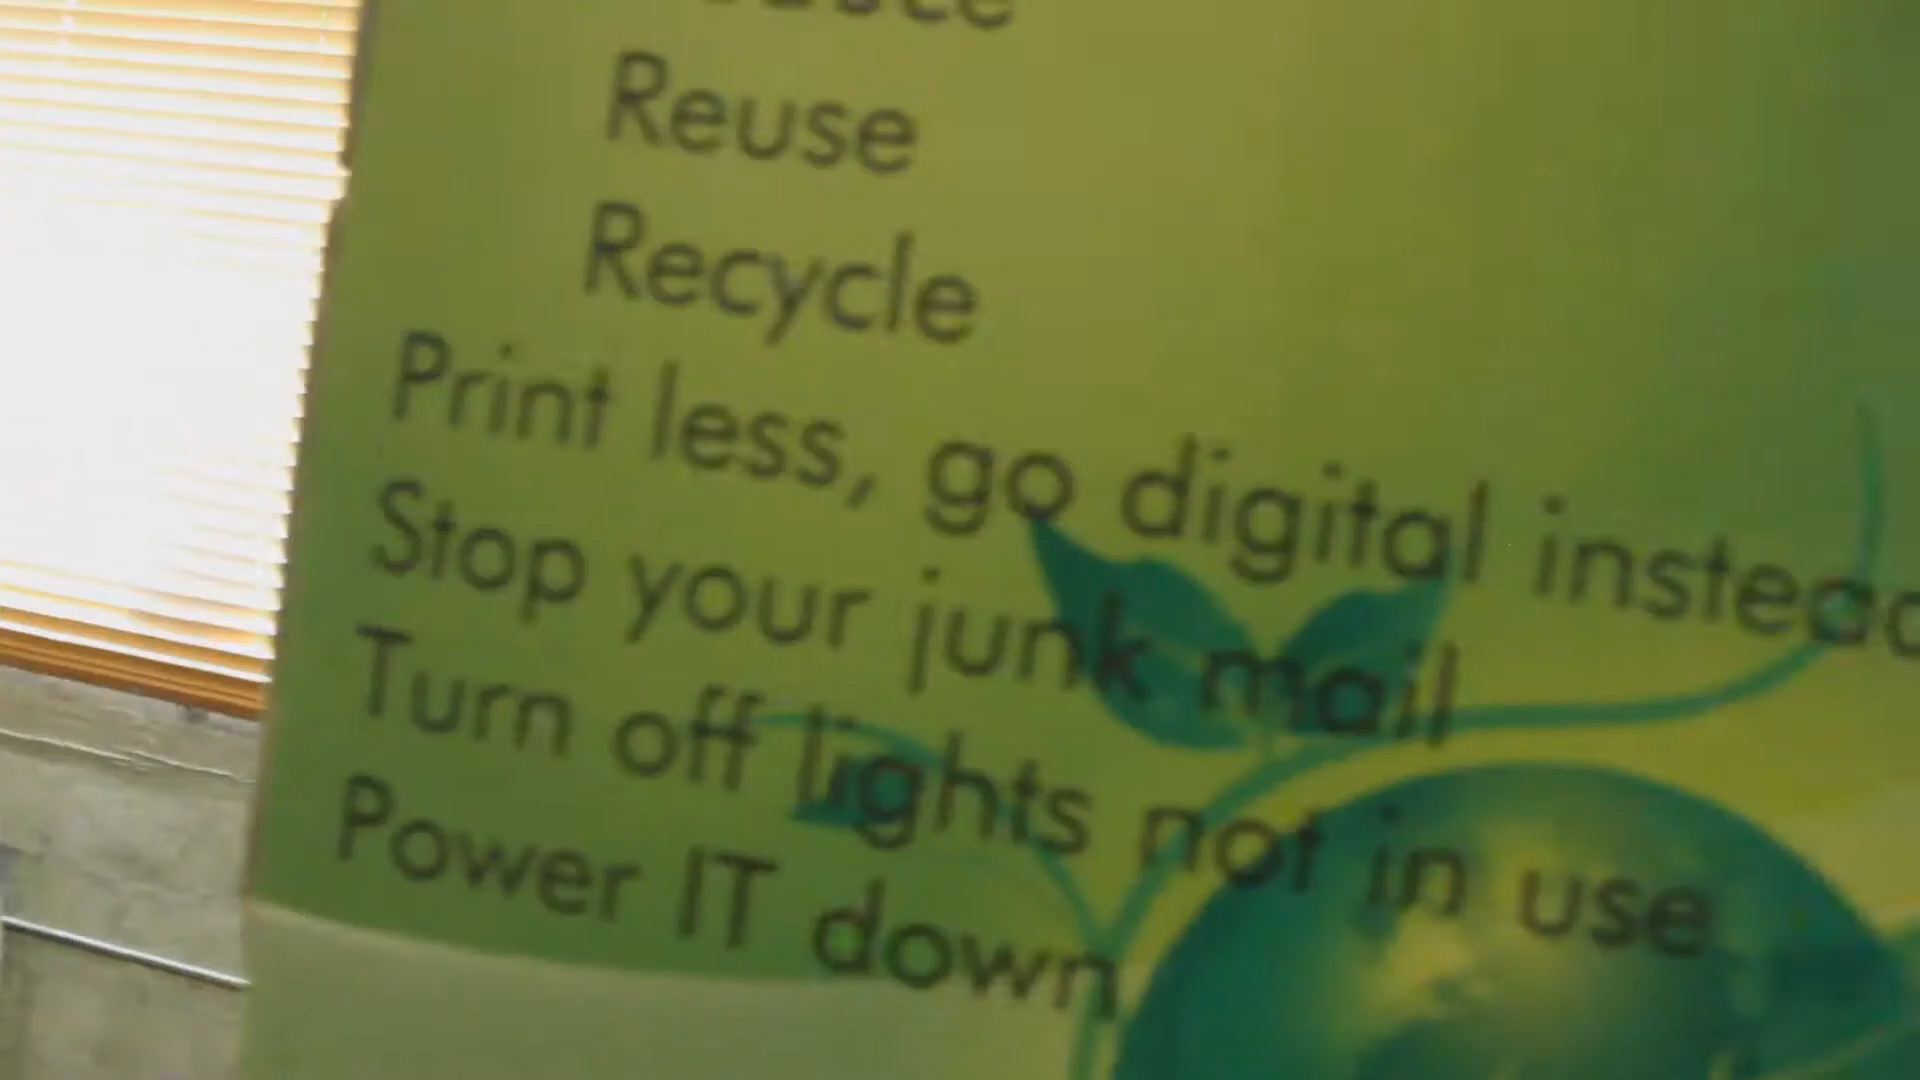 Reuse
Recycle
Print less, go digital instead
Stop your junk mail
Turn off lights not in use
Power IT down